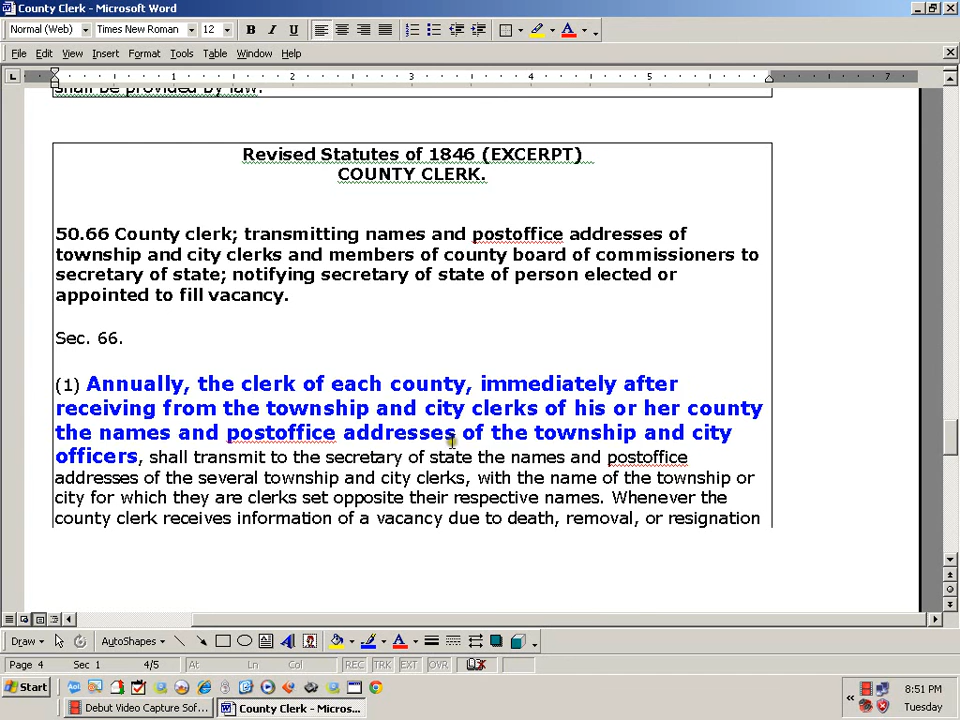 County Clerk - Microsoft Word
Normal (Web) Times New Roman 12 B I U
File Edit View Insert Format Tools Table Window Help
L 1 2 3 4 5 7
shall be provided by law.
Revised Statutes of 1846 (EXCERPT)
COUNTY CLERK.
50.66 County clerk; transmitting names and postoffice addresses of
township and city clerks and members of county board of commissioners to
secretary of state; notifying secretary of state of person elected or
appointed to fill vacancy.
Sec. 66.
(1) Annually, the clerk of each county, immediately after
receiving from the township and city clerks of his or her county
the names and postoffice addresses of the township and city
officers, shall transmit to the secretary of state the names and postoffice
addresses of the several township and city clerks, with the name of the township or
city for which they are clerks set opposite their respective names. Whenever the
county clerk receives information of a vacancy due to death, removal, or resignation
Draw AutoShapes A A
Page 4 Sec 1 4/5 At Ln Col REC TRK EXT OVR
Start 8:51 PM
Debut Video Capture Sof... County Clerk - Micros... Tuesday